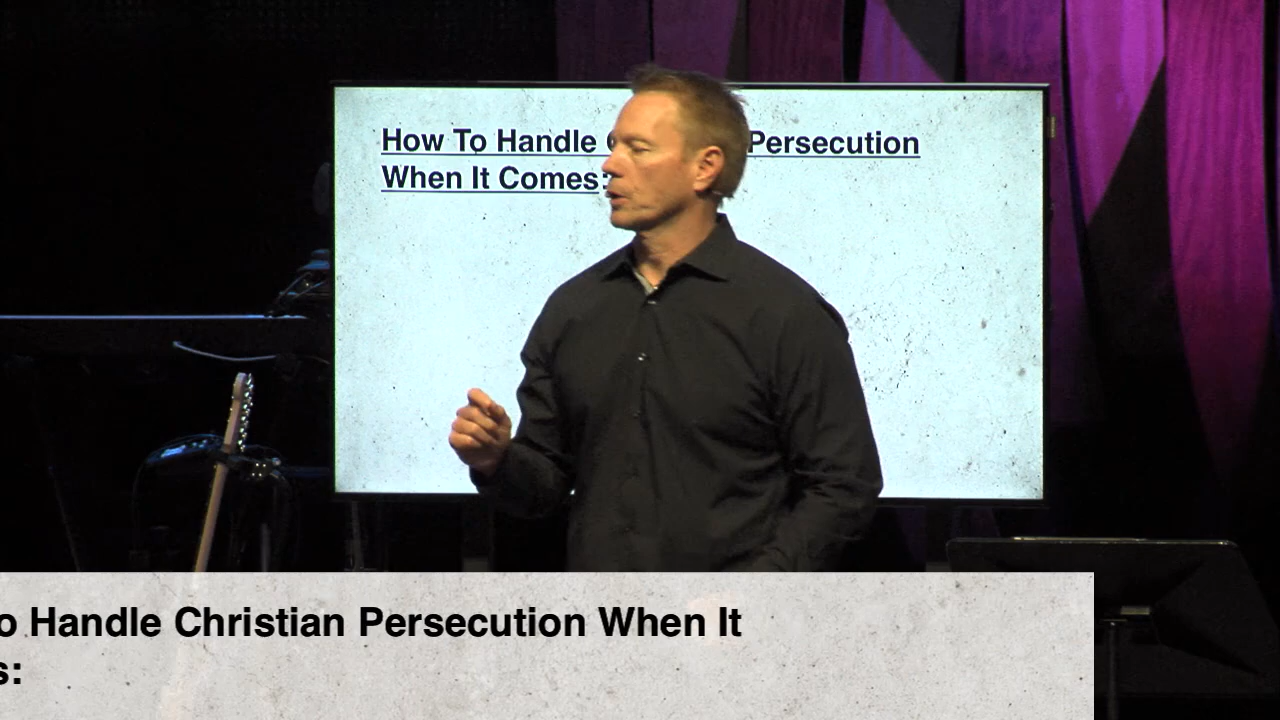 How To Handle Persecution
When It Comes:
o Handle Christian Persecution When It
s: